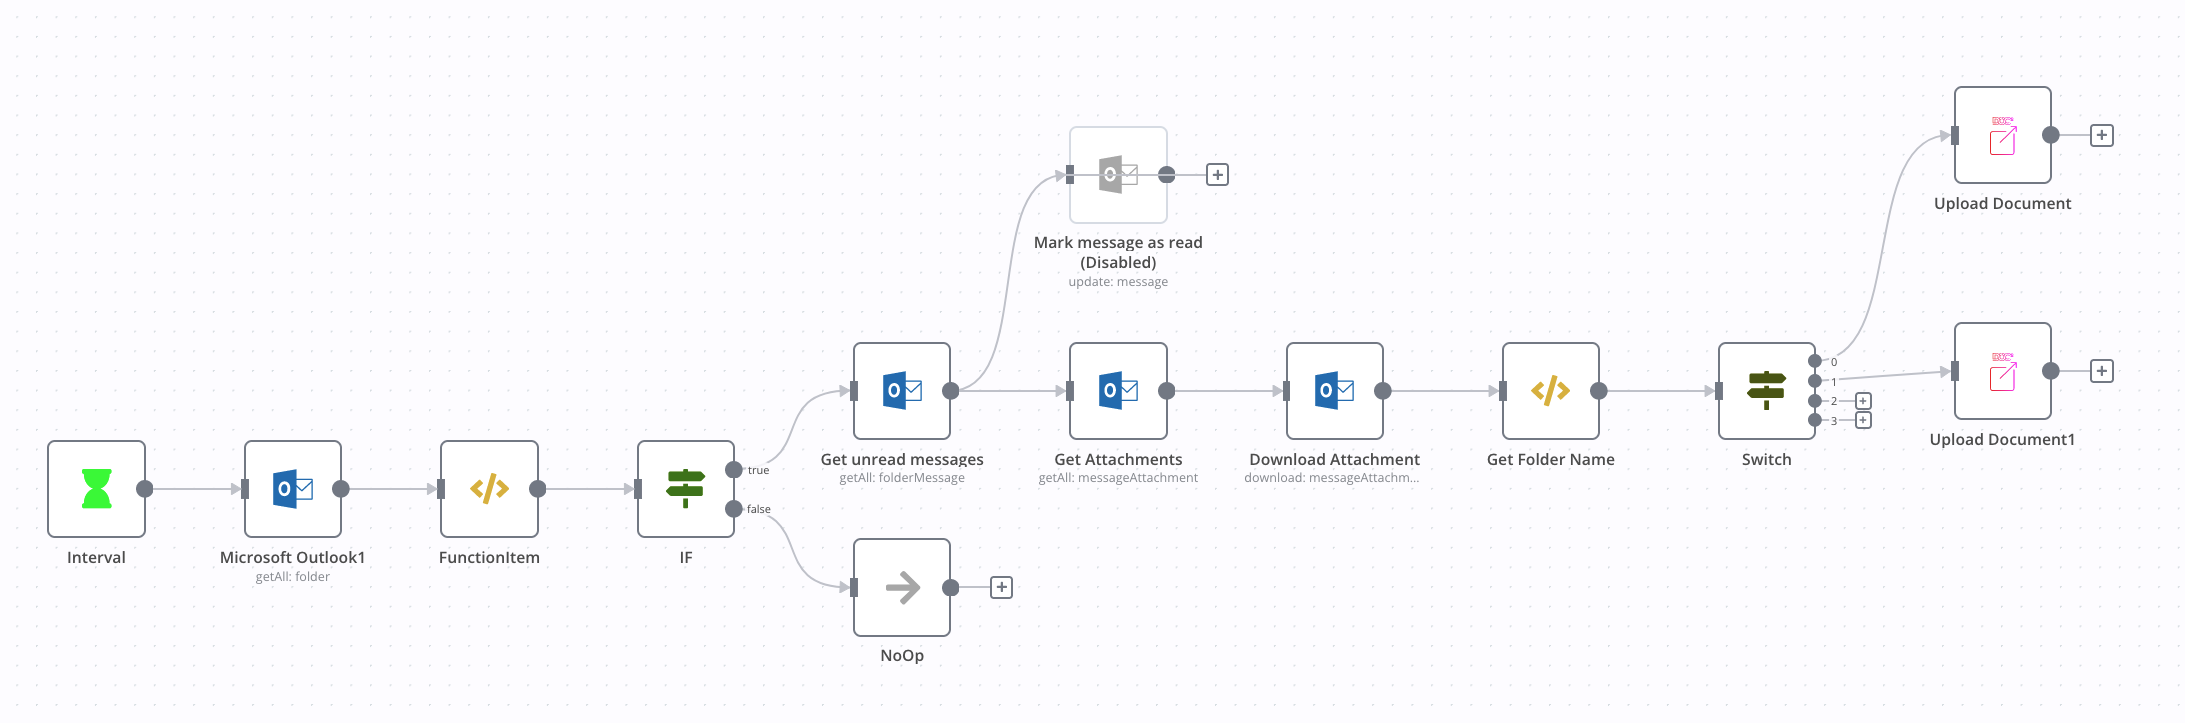 Mark message as read
(Disabled)
update: message
Upload Document
Interval
Microsoft Outlook1
getAll: folder
FunctionItem
IF
true
false
Get unread messages
getAll: folderMessage
NoOp
Get Attachments
getAll: messageAttachment
Download Attachment
download: messageAttachm...
Get Folder Name
Switch
0
1
2
3
Upload Document1